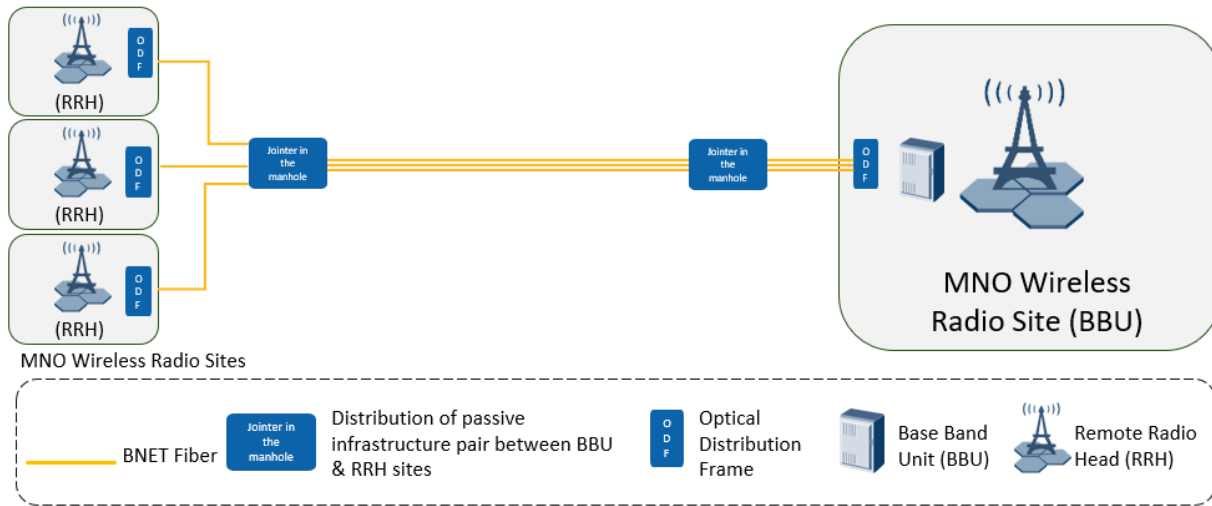 O
D
F
(RRH)
O
D
F
(RRH)
O
D
F
(RRH)
MNO Wireless Radio Sites
Jointer in
the
manhole
Jointer in
the
manhole
O
D
F
MNO Wireless
Radio Site (BBU)
BNET Fiber
Jointer in
the
manhole
Distribution of passive
infrastructure pair between BBU
& RRH sites
O
D
F
Optical
Distribution
Frame
Base Band
Unit (BBU)
Remote Radio
Head (RRH)